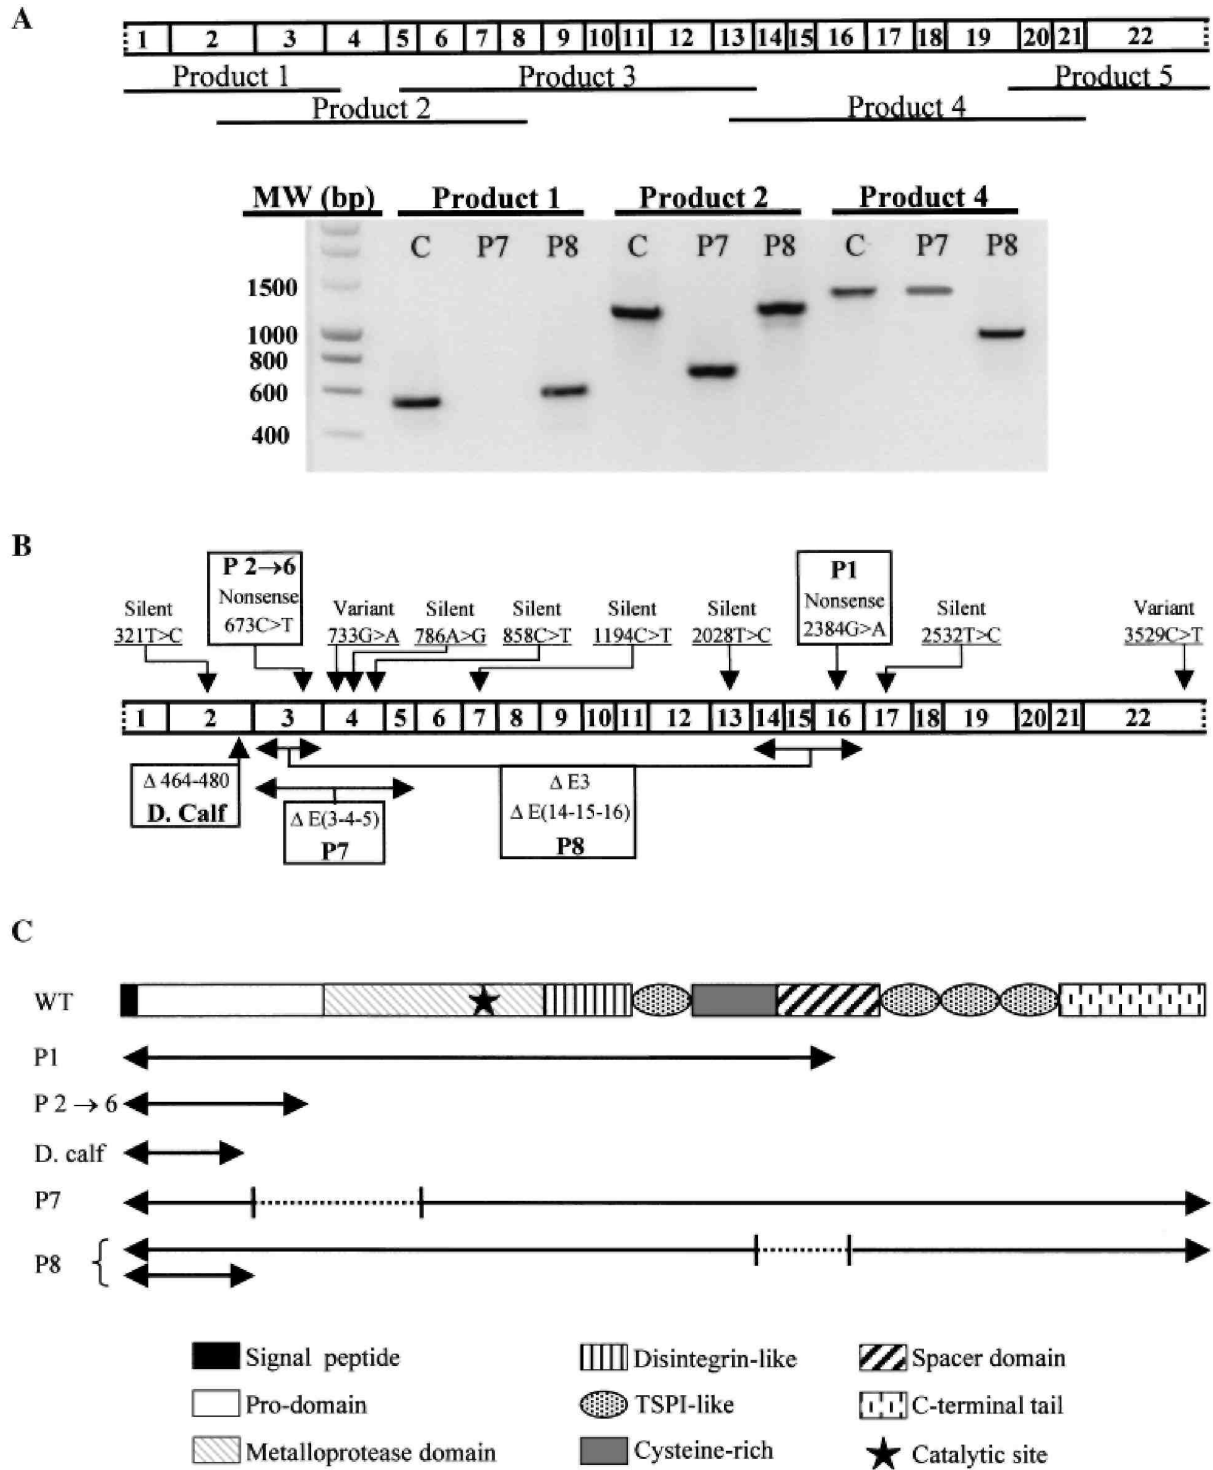 A
1 2 3 4 5 6 7 8 9 10 11 12 13 14 15 16 17 18 19 20 21 22
Product 1 Product 3 Product 5
Product 2 Product 4
MW (bp) Product 1 Product 2 Product 4
C P7 P8 C P7 P8 C P7 P8
1500
1000
800
600
400
B
P 2→6
Nonsense
673C>T
P1
Nonsense
2384G>A
Silent
321T>C
Variant
733G>A
Silent
786A>G
Silent
858C>T
Silent
1194C>T
Silent
2028T>C
Silent
2532T>C
Variant
3529C>T
1 2 3 4 5 6 7 8 9 10 11 12 13 14 15 16 17 18 19 20 21 22
Δ 464-480
D. Calf
Δ E(3-4-5)
P7
Δ E3
Δ E(14-15-16)
P8
C
WT
P1
P 2 → 6
D. calf
P7
P8
Signal peptide
Pro-domain
Metalloprotease domain
Disintegrin-like
TSPI-like
Cysteine-rich
Spacer domain
C-terminal tail
Catalytic site